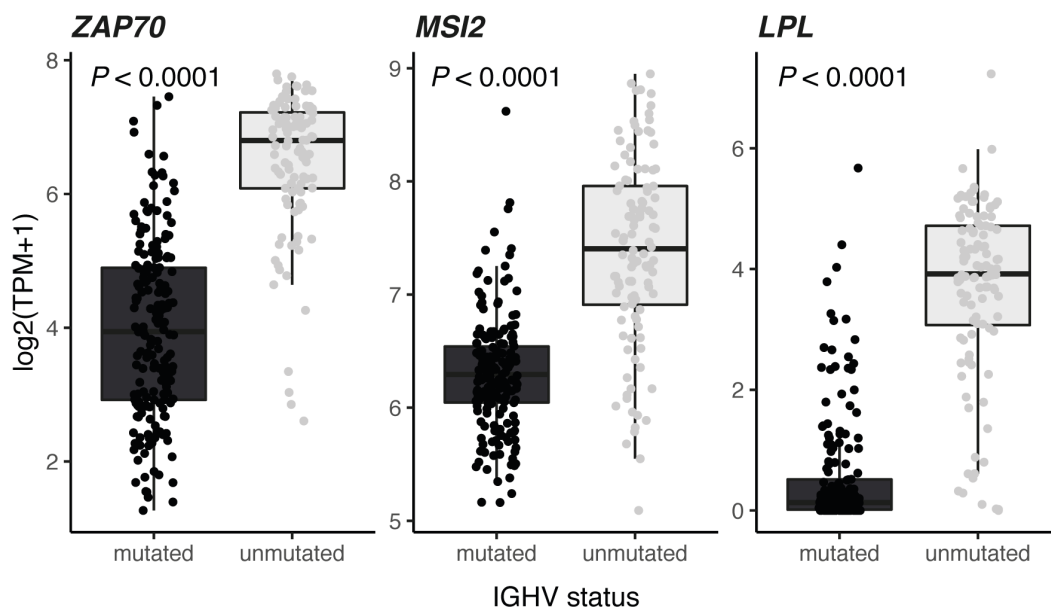 ZAP70
MSI2
LPL
P < 0.0001
P < 0.0001
P < 0.0001
log2(TPM+1)
8
6
4
2
9
8
7
6
5
6
4
2
0
mutated
unmutated
mutated
unmutated
mutated
unmutated
IGHV status